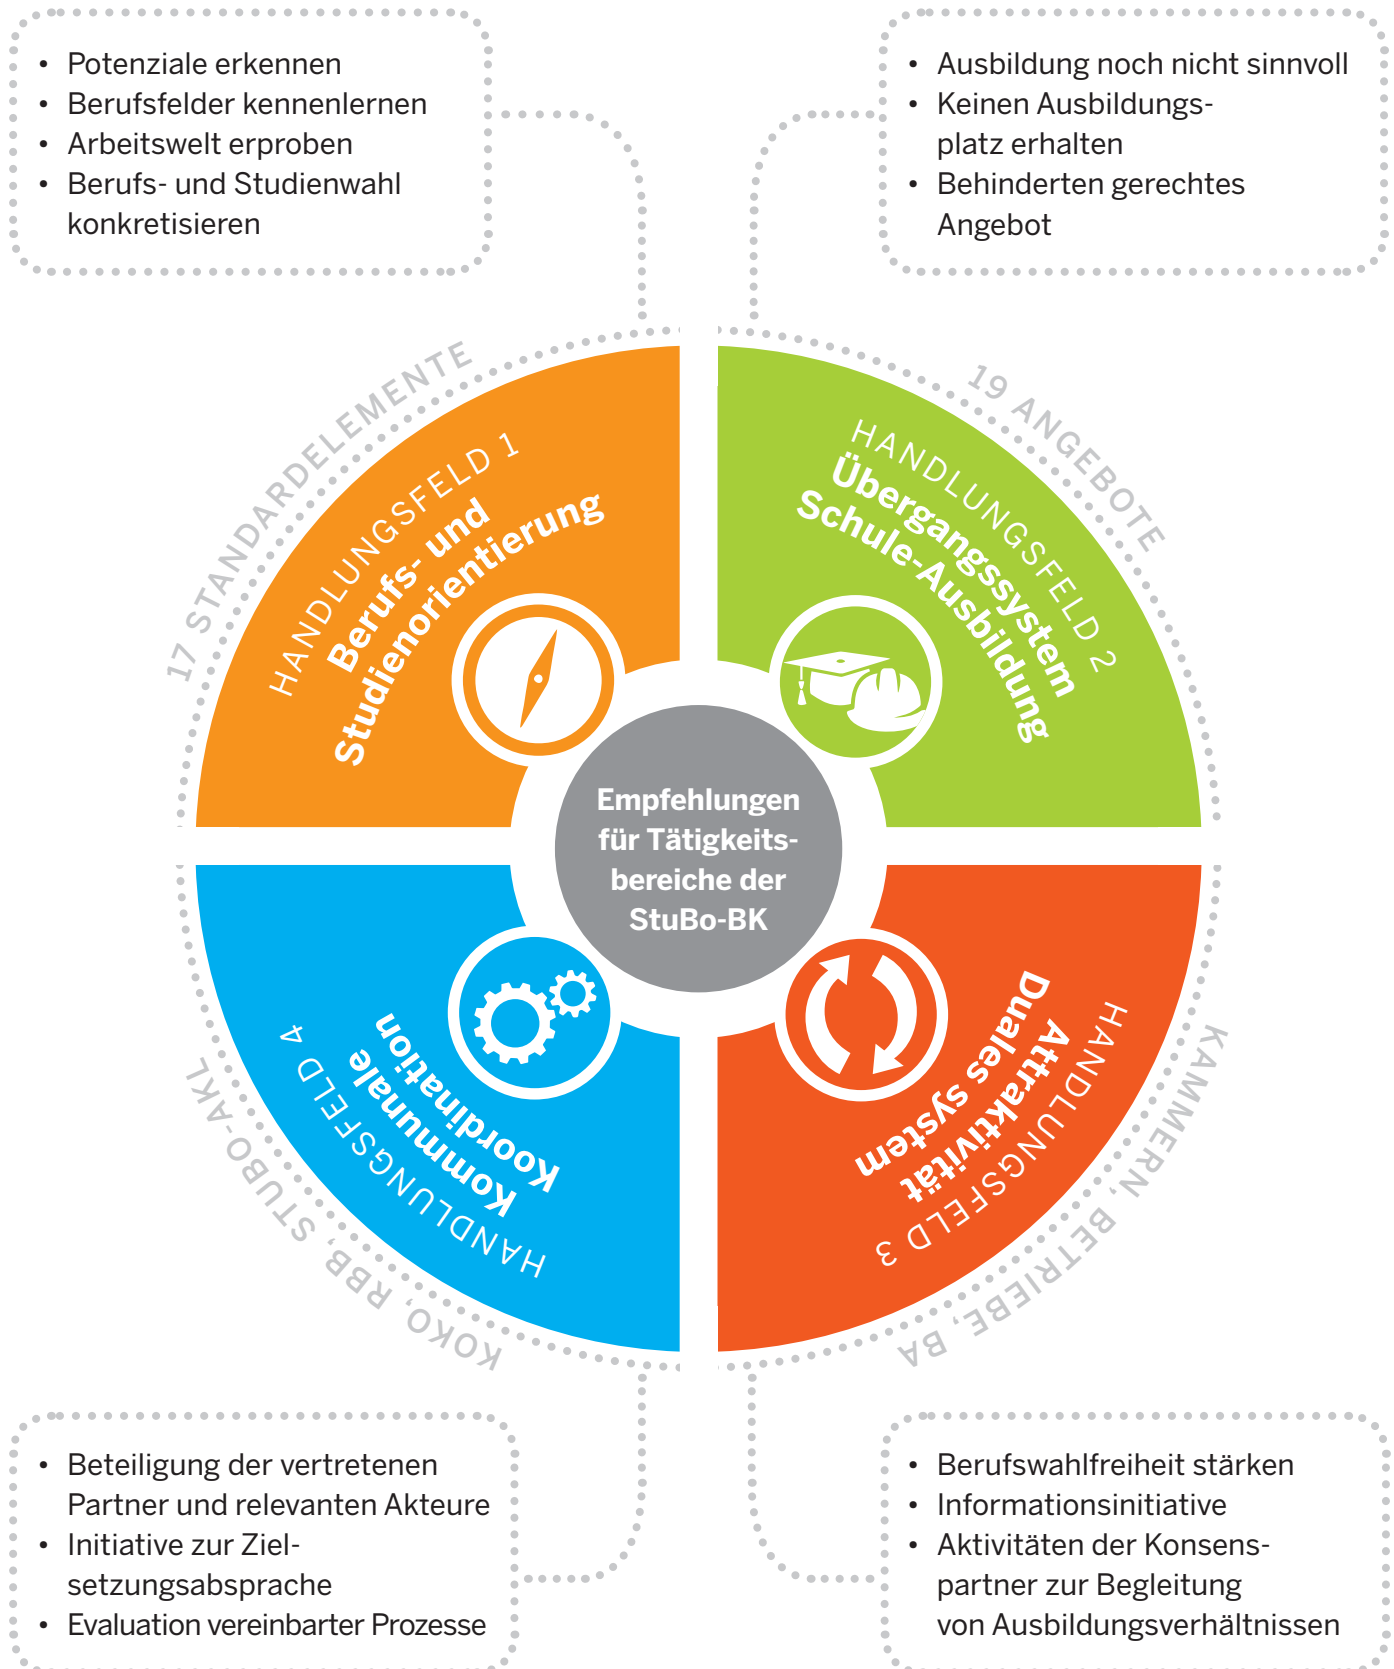 • Potenziale erkennen
• Berufsfelder kennenlernen
• Arbeitswelt erproben
• Berufs- und Studienwahl
konkretisieren
• Ausbildung noch nicht sinnvoll
• Keinen Ausbildungs-
platz erhalten
• Behinderten gerechtes
Angebot
17 STANDARDELEMENTE
HANDLUNGSFELD 1
Berufs- und
Studienorientierung
19 ANGEBOTE
HANDLUNGSFELD 2
Übergangssystem
Schule-Ausbildung
Empfehlungen
für Tätigkeits-
bereiche der
StuBo-BK
KOKO, RBB, STUBO-AKL
HANDLUNGSFELD 4
Kommunale
Koordination
KAMMERN, BETRIEBE, BA
HANDLUNGSFELD 3
Attraktivität
Duales system
• Beteiligung der vertretenen
Partner und relevanten Akteure
• Initiative zur Ziel-
setzungsabsprache
• Evaluation vereinbarter Prozesse
• Berufswahlfreiheit stärken
• Informationsinitiative
• Aktivitäten der Konsens-
partner zur Begleitung
von Ausbildungsverhältnissen